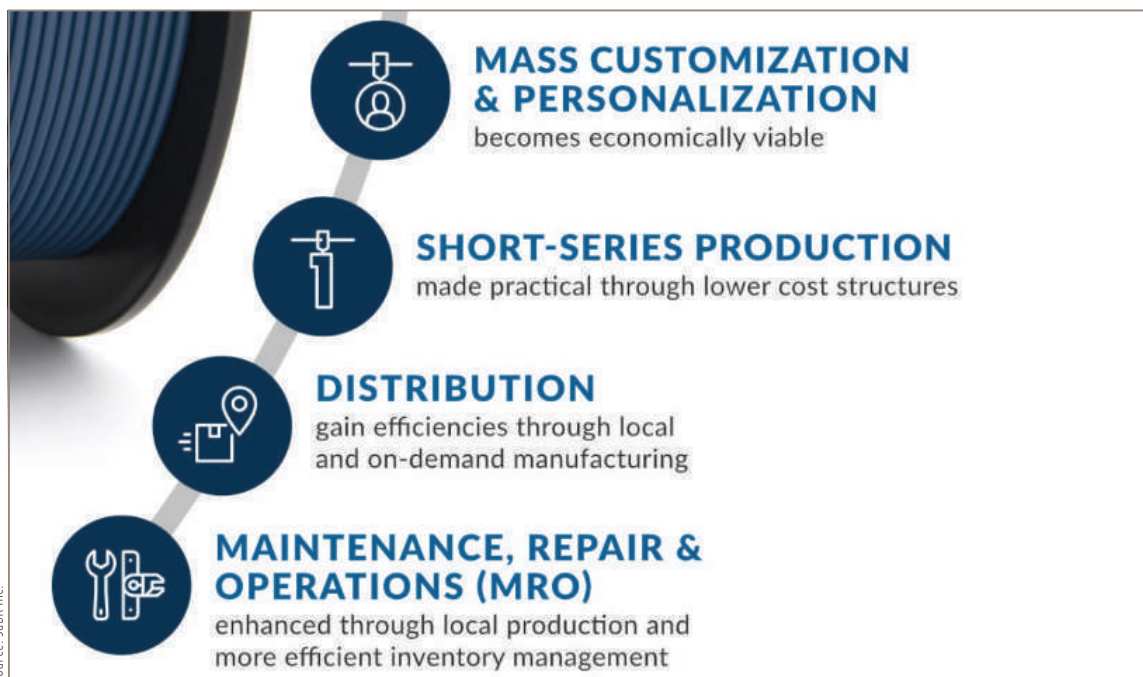 MASS CUSTOMIZATION
& PERSONALIZATION
becomes economically viable
SHORT-SERIES PRODUCTION
made practical through lower cost structures
DISTRIBUTION
gain efficiencies through local
and on-demand manufacturing
MAINTENANCE, REPAIR &
OPERATIONS (MRO)
enhanced through local production and
more efficient inventory management